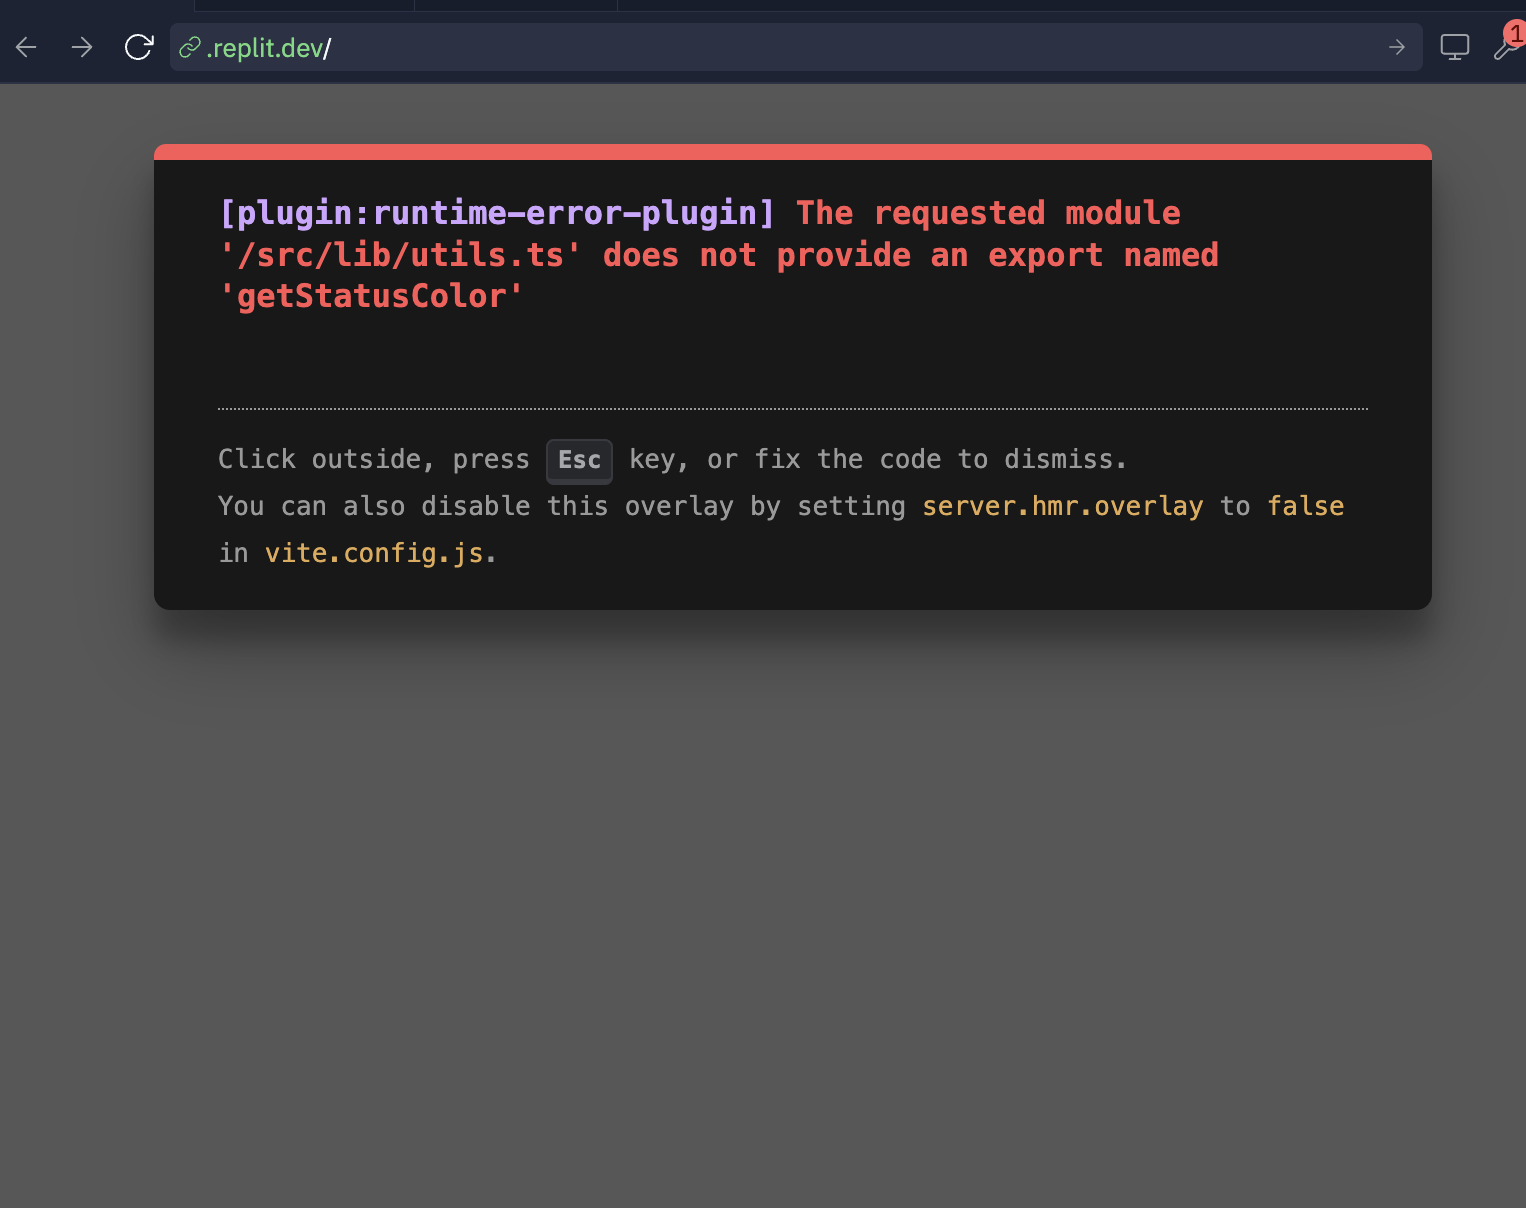 .replit.dev/
1
[plugin:runtime-error-plugin] The requested module
'/src/lib/utils.ts' does not provide an export named
'getStatusColor'
Click outside, press Esc key, or fix the code to dismiss.
You can also disable this overlay by setting server.hmr.overlay to false
in vite.config.js.